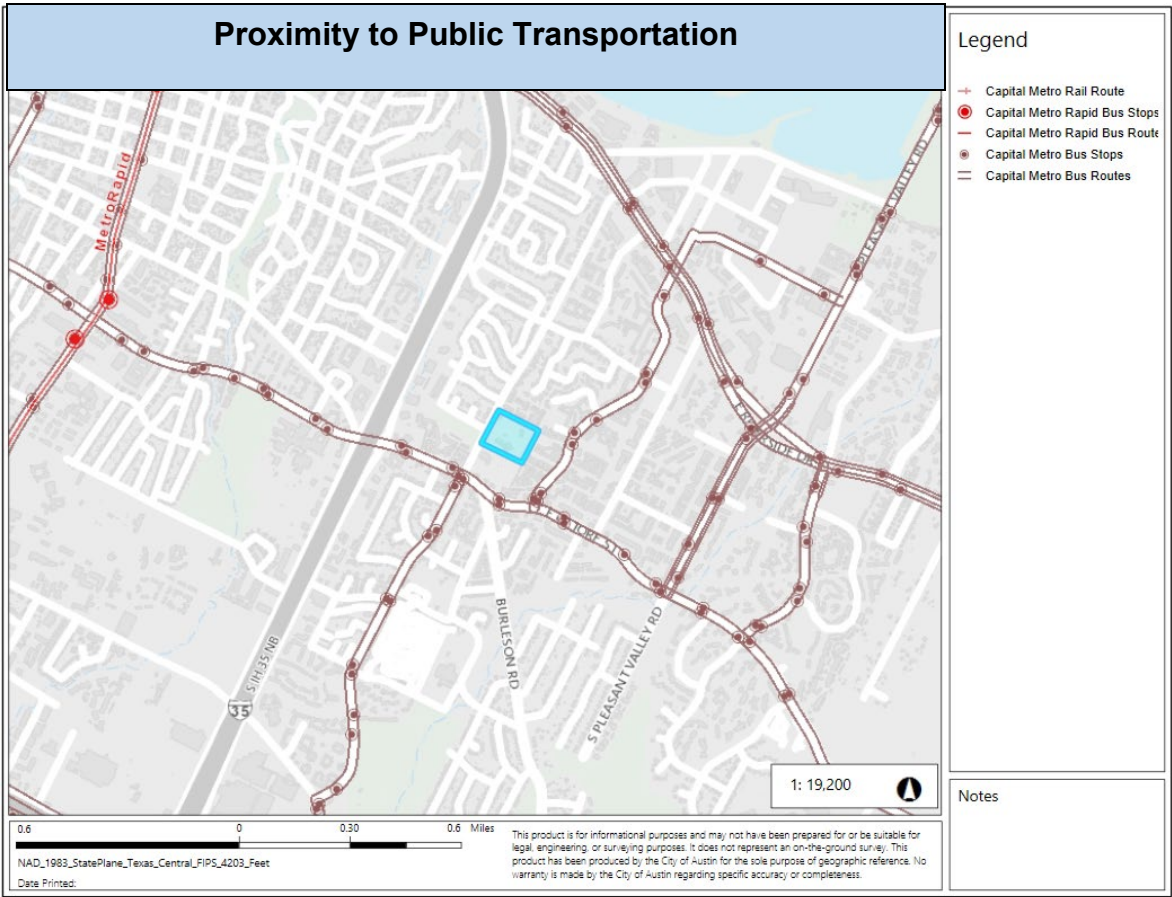 Proximity to Public Transportation
Legend
Capital Metro Rail Route
Capital Metro Rapid Bus Stops
Capital Metro Rapid Bus Route
Capital Metro Bus Stops
Capital Metro Bus Routes
MetroRapid
VALLEY RD
SIDE
ST
BURLESON RD
S PLEASANT VALLEY RD
S IH 35 NB
35
1: 19,200
Notes
0.6 0 0.30 0.6 Miles
NAD_1983_StatePlane_Texas_Central_FIPS_4203_Feet
Date Printed:
This product is for informational purposes and may not have been prepared for or be suitable for
legal, engineering, or surveying purposes. It does not represent an on-the-ground survey. This
product has been produced by the City of Austin for the sole purpose of geographic reference. No
warranty is made by the City of Austin regarding specific accuracy or completeness.